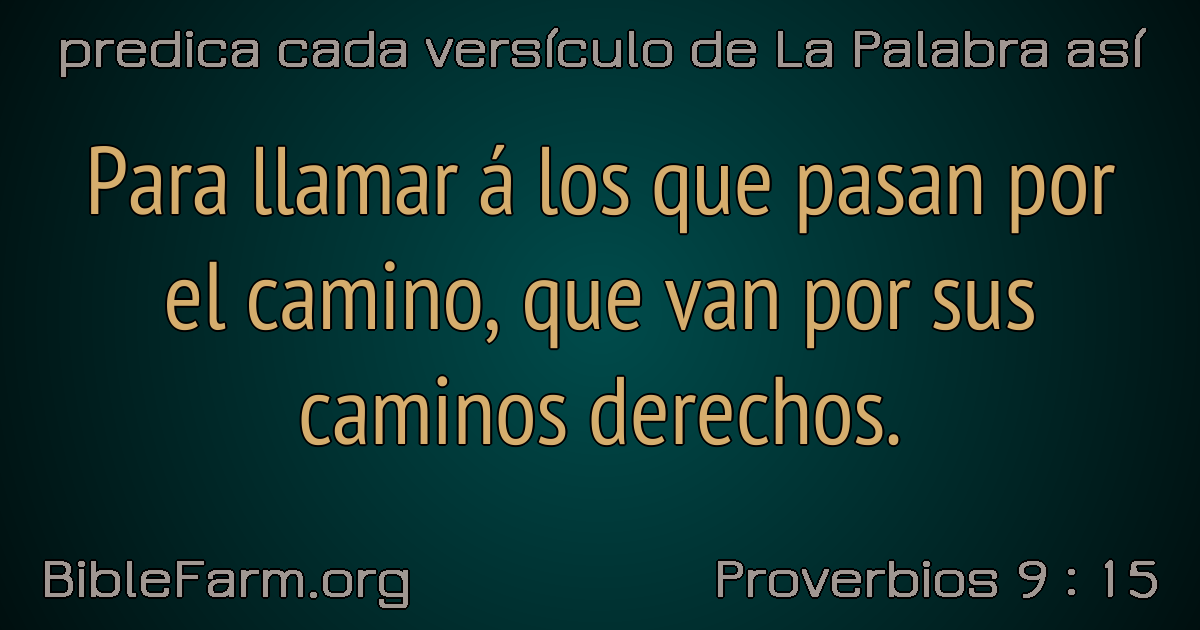 predica cada versículo de La Palabra así
Para llamar á los que pasan por
el camino, que van por sus
caminos derechos.
BibleFarm.org
Proverbios 9 : 15